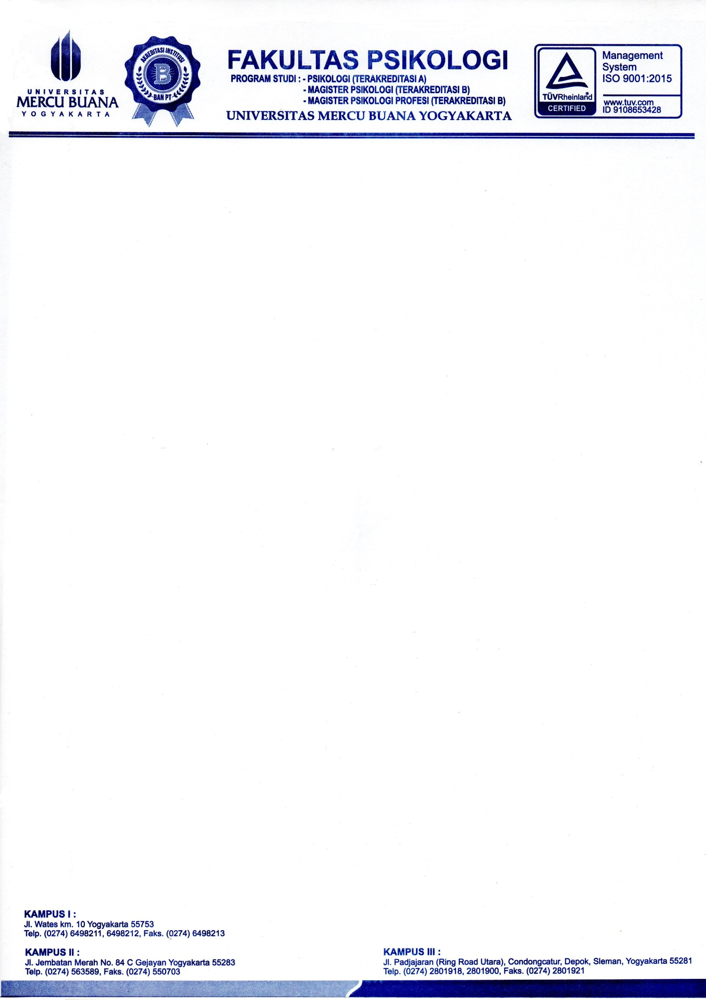 UNIVERSITAS
MERCU BUANA
YOGYAKARTA
AKREDITASI INSTITUSI
B
BAN PT
FAKULTAS PSIKOLOGI
PROGRAM STUDI : - PSIKOLOGI (TERAKREDITASI A)
- MAGISTER PSIKOLOGI (TERAKREDITASI B)
- MAGISTER PSIKOLOGI PROFESI (TERAKREDITASI B)
UNIVERSITAS MERCU BUANA YOGYAKARTA
TÜVRheinland®
CERTIFIED
Management
System
ISO 9001:2015
www.tuv.com
ID 9108653428
KAMPUS I :
Jl. Wates km. 10 Yogyakarta 55753
Telp. (0274) 6498211, 6498212, Faks. (0274) 6498213
KAMPUS II :
Jl. Jembatan Merah No. 84 C Gejayan Yogyakarta 55283
Telp. (0274) 563589, Faks. (0274) 550703
KAMPUS III :
Jl. Padjajaran (Ring Road Utara), Condongcatur, Depok, Sleman, Yogyakarta 55281
Telp. (0274) 2801918, 2801900, Faks. (0274) 2801921